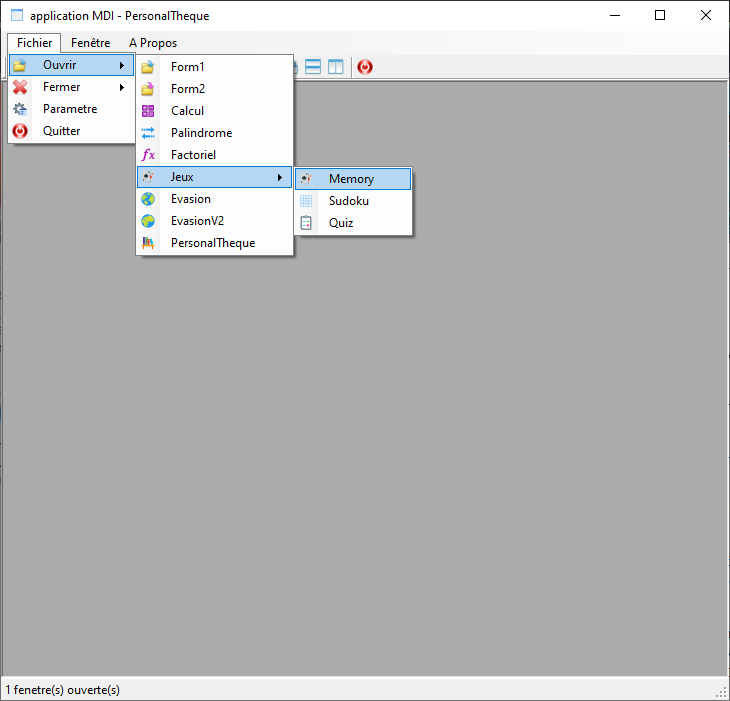 application MDI - PersonalTheque
Fichier Fenêtre A Propos
Ouvrir
Fermer
Parametre
Quitter
Form1
Form2
Calcul
Palindrome
fx Factoriel
Jeux
Evasion
EvasionV2
PersonalTheque
Memory
Sudoku
Quiz
1 fenetre(s) ouverte(s)